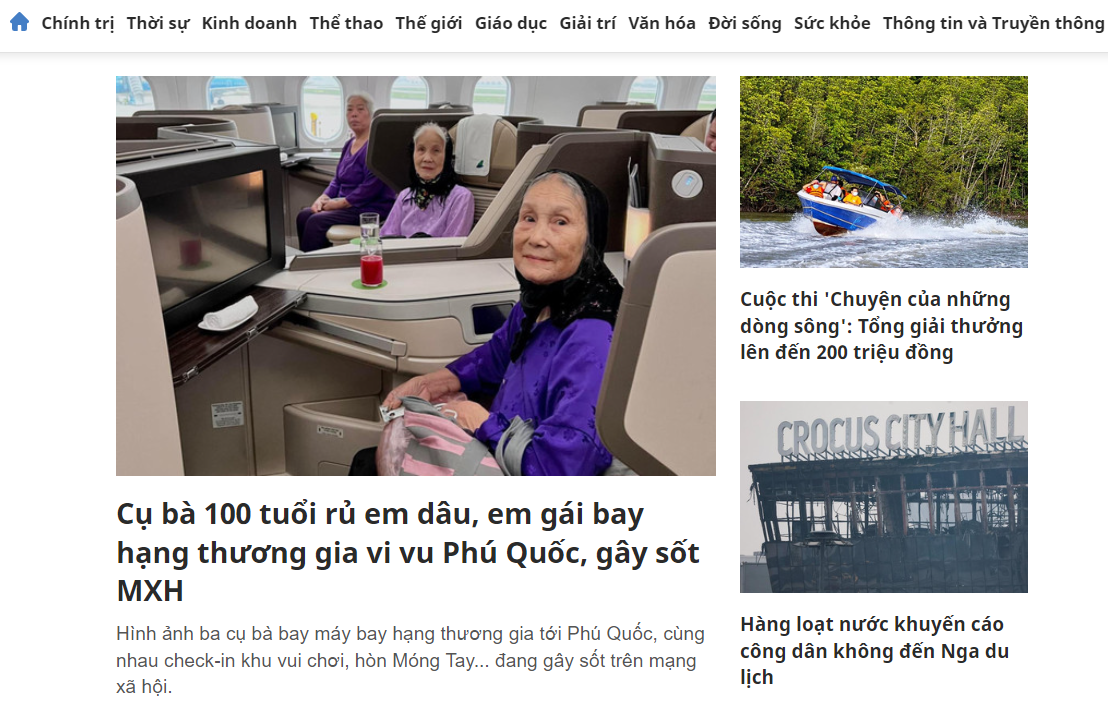 Chính trị Thời sự Kinh doanh Thể thao Thế giới Giáo dục Giải trí Văn hóa Đời sống Sức khỏe Thông tin và Truyền thông
Cụ bà 100 tuổi rủ em dâu, em gái bay
hạng thương gia vi vu Phú Quốc, gây sốt
MXH
Hình ảnh ba cụ bà bay máy bay hạng thương gia tới Phú Quốc, cùng
nhau check-in khu vui chơi, hòn Móng Tay... đang gây sốt trên mạng
xã hội.
Cuộc thi 'Chuyện của những
dòng sông': Tổng giải thưởng
lên đến 200 triệu đồng
CROCUS CITY HALL
Hàng loạt nước khuyến cáo
công dân không đến Nga du
lịch